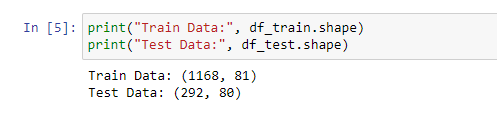 In [5]: print("Train Data:", df_train.shape)
print("Test Data:", df_test.shape)
Train Data: (1168, 81)
Test Data: (292, 80)